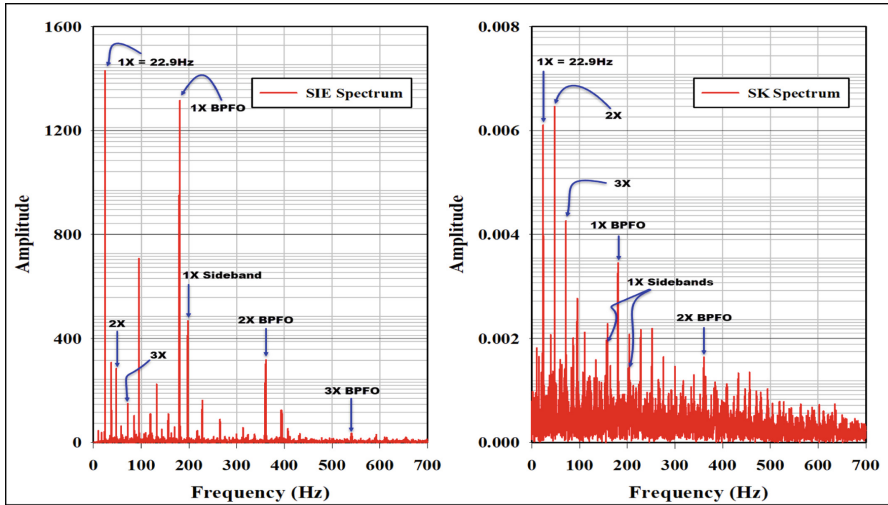 1600
1200
800
400
0
Amplitude
1X = 22.9Hz
1X BPFO
SIE Spectrum
1X Sideband
2X
3X
2X BPFO
3X BPFO
0 100 200 300 400 500 600 700
Frequency (Hz)
0.008
0.006
0.004
0.002
0.000
Amplitude
1X = 22.9Hz
SK Spectrum
2X
3X
1X BPFO
1X Sidebands
2X BPFO
0 100 200 300 400 500 600 700
Frequency (Hz)